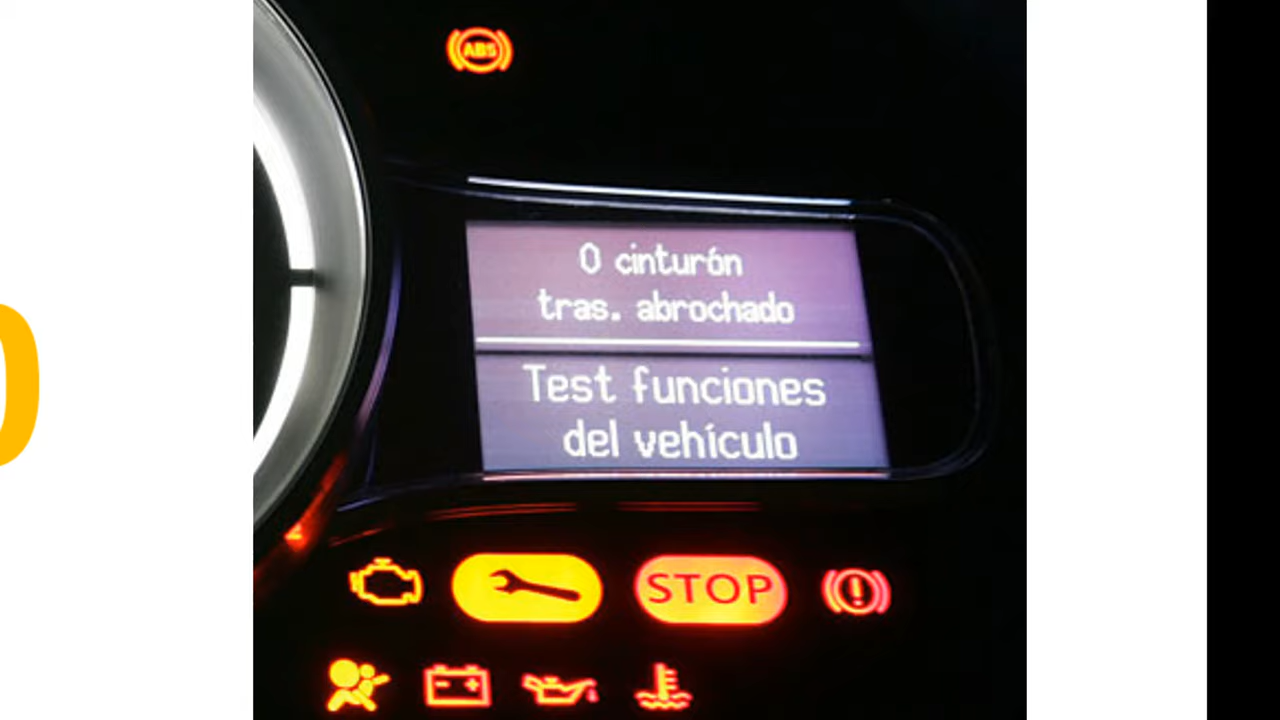 ABS
0 cinturón
tras. abrochado
Test funciones
del vehículo
STOP